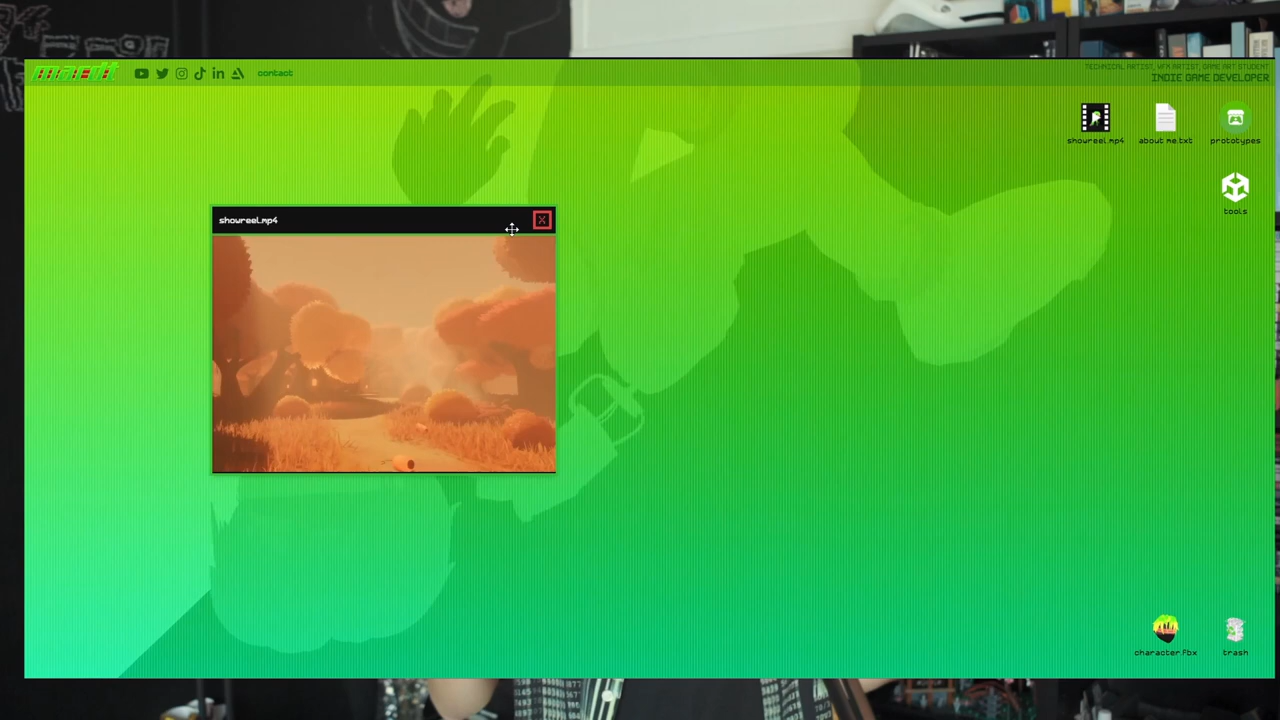 maedit
contact
TECHNICAL ARTIST, VFX ARTIST, GAME ART STUDENT
INDIE GAME DEVELOPER
showreel.mp4
about me.txt
prototypes
tools
showreel.mp4
character.fbx
trash